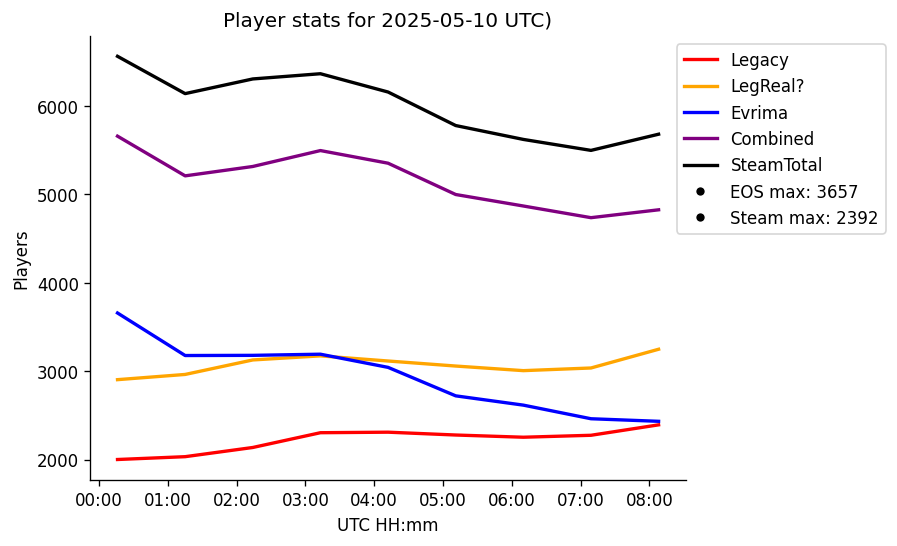 Player stats for 2025-05-10 UTC)
Legacy
LegReal?
Evrima
Combined
SteamTotal
EOS max: 3657
Steam max: 2392
Players
6000
5000
4000
3000
2000
00:00 01:00 02:00 03:00 04:00 05:00 06:00 07:00 08:00
UTC HH:mm